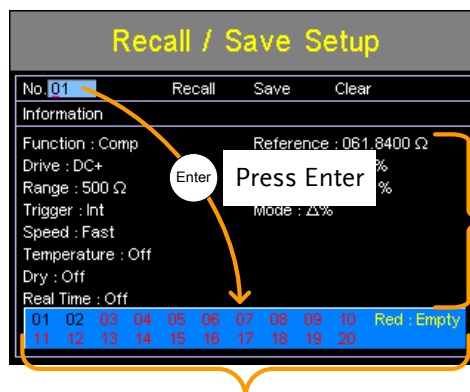 Recall / Save Setup
No. 01 Recall Save Clear
Information
Function : Comp Reference : 061.8400 Ω
Drive : DC+ %
Range : 500 Ω %
Trigger : Int Mode : Δ%
Speed : Fast
Temperature : Off
Dry : Off
Real Time : Off
Enter
Press Enter
01 02 03 04 05 06 07 08 09 10 Red : Empty
11 12 13 14 15 16 17 18 19 20